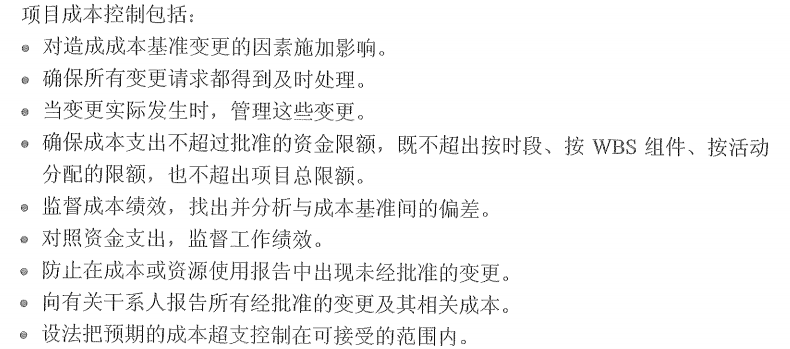 项目成本控制包括：
● 对造成成本基准变更的因素施加影响。
● 确保所有变更请求都得到及时处理。
● 当变更实际发生时，管理这些变更。
● 确保成本支出不超过批准的资金限额，既不超出按时段、按 WBS 组件、按活动
分配的限额，也不超出项目总限额。
● 监督成本绩效，找出并分析与成本基准间的偏差。
● 对照资金支出，监督工作绩效。
● 防止在成本或资源使用报告中出现未经批准的变更。
● 向有关干系人报告所有经批准的变更及其相关成本。
● 设法把预期的成本超支控制在可接受的范围内。